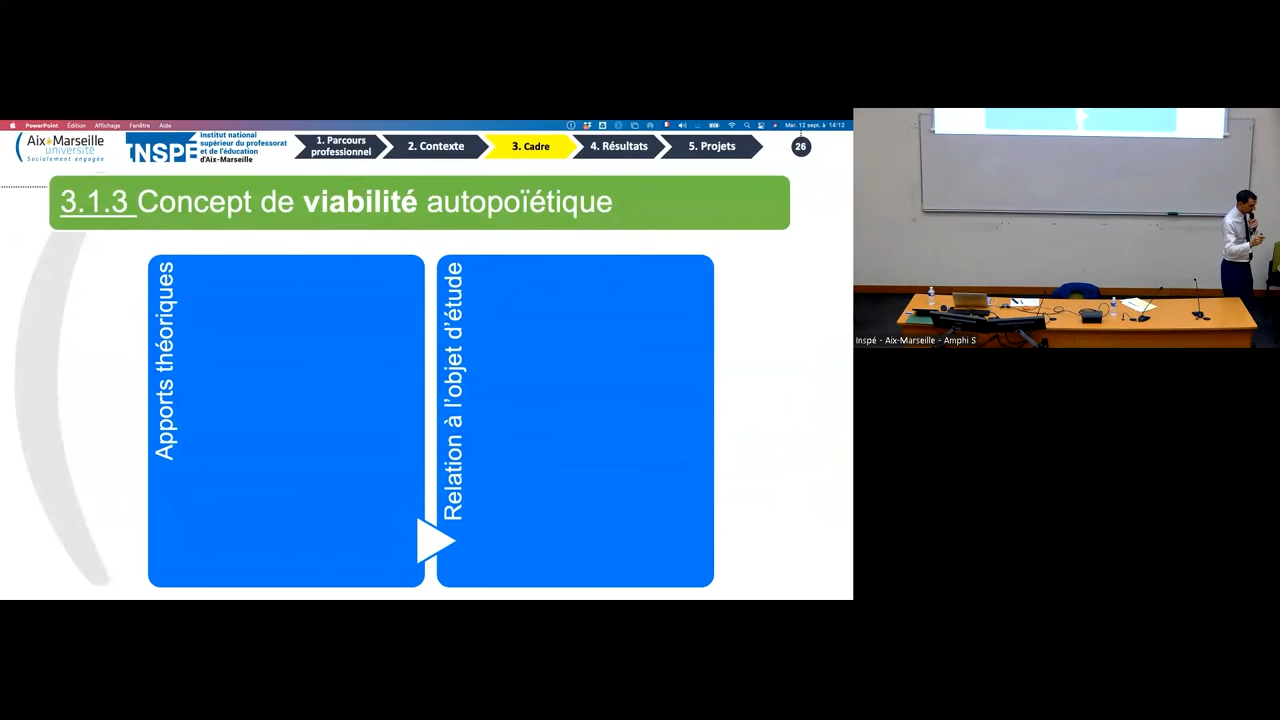 PowerPoint Édition Affichage Fenêtre Aide
Mar. 12 sept. à 14:12
Aix*Marseille
université
Socialement engagée
INSPÉ
Institut national
supérieur du professorat
et de l'éducation
d'Aix-Marseille
1. Parcours
professionnel
2. Contexte
3. Cadre
4. Résultats
5. Projets
26
3.1.3 Concept de viabilité autopoïétique
Apports théoriques
Relation à l'objet d'étude
Inspé - Aix-Marseille - Amphi S